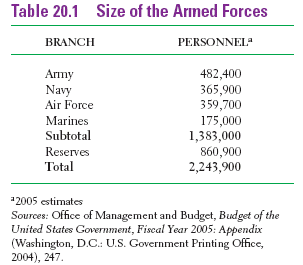 Table 20.1 Size of the Armed Forces
BRANCH PERSONNELa
Army 482,400
Navy 365,900
Air Force 359,700
Marines 175,000
Subtotal 1,383,000
Reserves 860,900
Total 2,243,900
a2005 estimates
Sources: Office of Management and Budget, Budget of the
United States Government, Fiscal Year 2005: Appendix
(Washington, D.C.: U.S. Government Printing Office,
2004), 247.